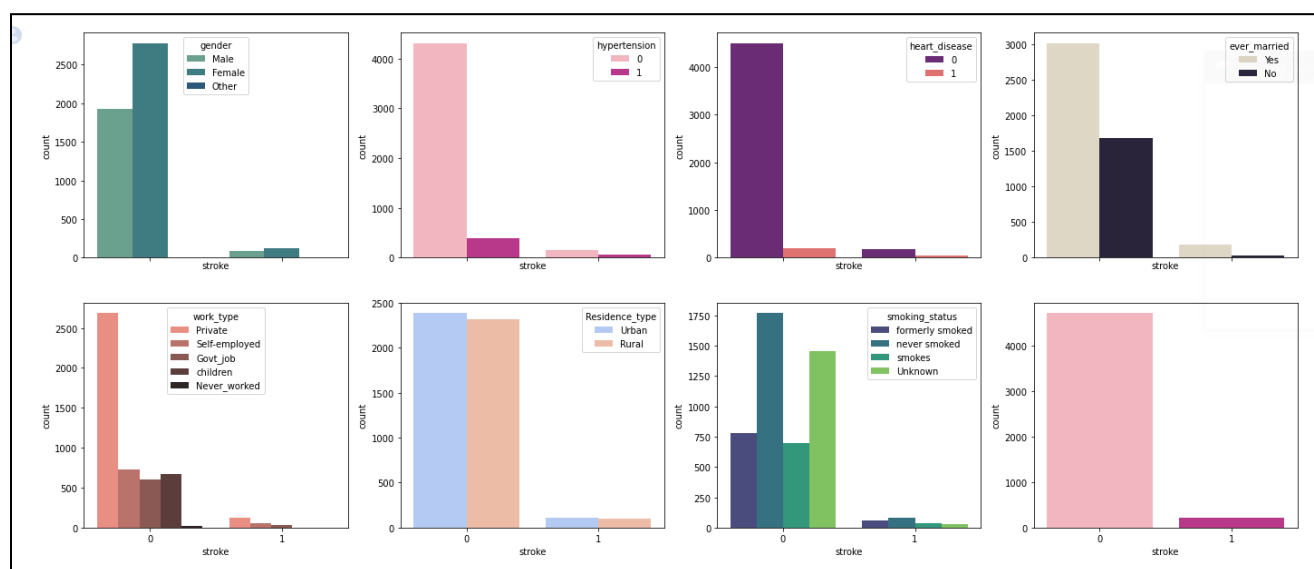 gender
Male
Female
Other
2500
2000
1500
1000
500
0
count
stroke
hypertension
0
1
4000
3000
2000
1000
0
count
stroke
heart_disease
0
1
4000
3000
2000
1000
0
count
stroke
ever_married
Yes
No
3000
2500
2000
1500
1000
500
0
count
stroke
work_type
Private
Self-employed
Govt_job
children
Never_worked
2500
2000
1500
1000
500
0
count
0 1
stroke
Residence_type
Urban
Rural
2500
2000
1500
1000
500
0
count
0 1
stroke
smoking_status
formerly smoked
never smoked
smokes
Unknown
1750
1500
1250
1000
750
500
250
0
count
0 1
stroke
4000
3000
2000
1000
0
count
0 1
stroke